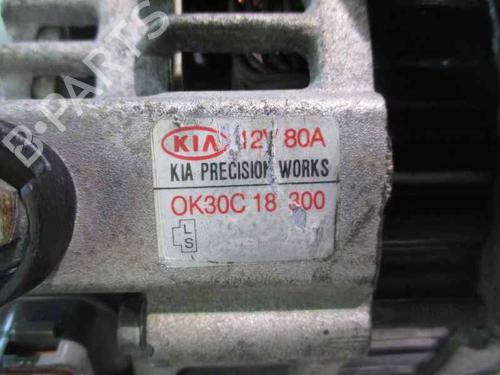 B-PARTS
KIA 12V 80A
KIA PRECISION WORKS
OK30C 18 300
L
S